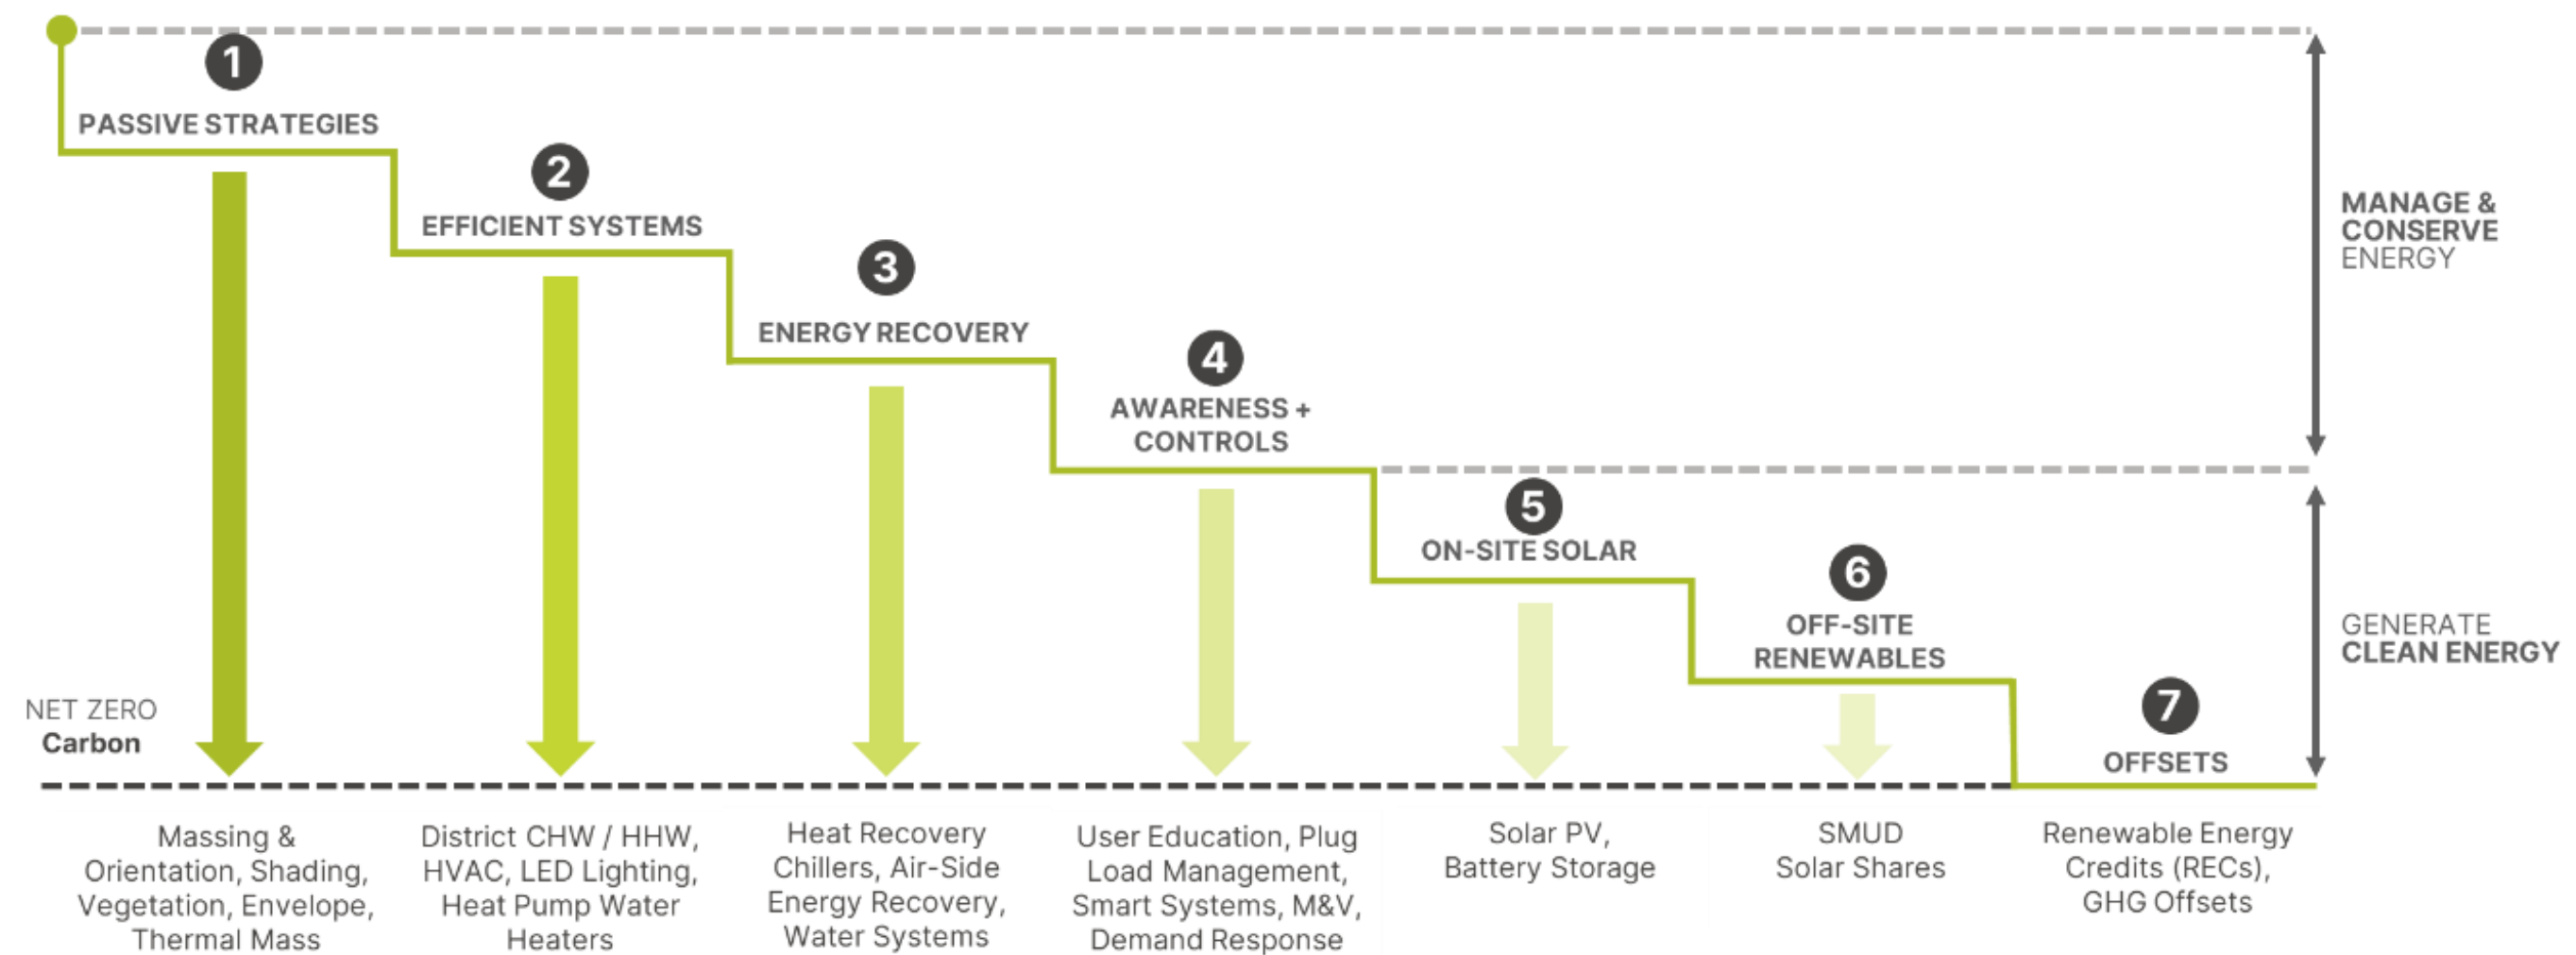 1
PASSIVE STRATEGIES
2
EFFICIENT SYSTEMS
3
ENERGY RECOVERY
4
AWARENESS +
CONTROLS
5
ON-SITE SOLAR
6
OFF-SITE
RENEWABLES
7
OFFSETS
MANAGE &
CONSERVE
ENERGY
GENERATE
CLEAN ENERGY
NET ZERO
Carbon
Massing &
Orientation, Shading,
Vegetation, Envelope,
Thermal Mass
District CHW / HHW,
HVAC, LED Lighting,
Heat Pump Water
Heaters
Heat Recovery
Chillers, Air-Side
Energy Recovery,
Water Systems
User Education, Plug
Load Management,
Smart Systems, M&V,
Demand Response
Solar PV,
Battery Storage
SMUD
Solar Shares
Renewable Energy
Credits (RECs),
GHG Offsets